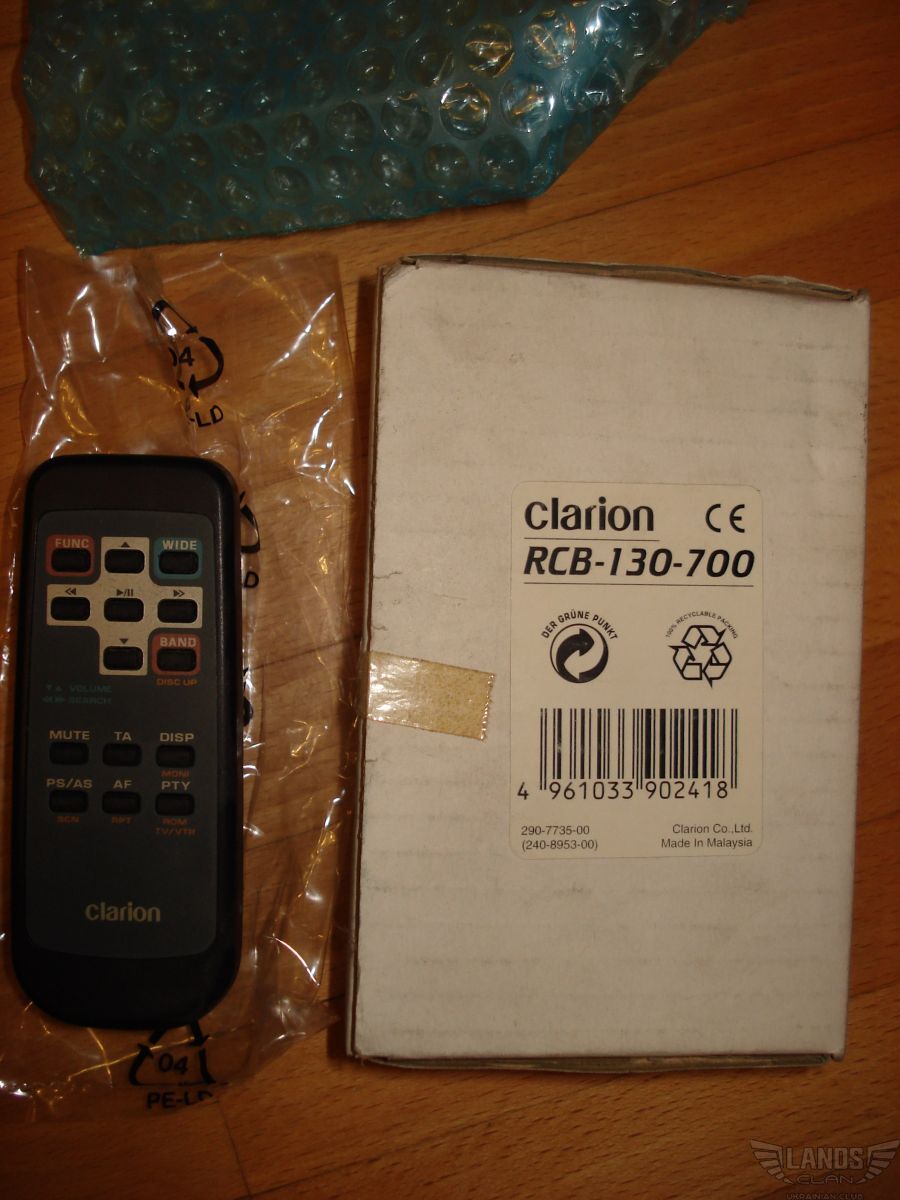 04
PE-LD
FUNC
WIDE
BAND
DISC UP
VOLUME
SEARCH
MUTE TA DISP
MONI
PS/AS AF PTY
SCN RPT ROM
TV/VTR
clarion
04
PE-LD
clarion CE
RCB-130-700
DER GRÜNE PUNKT
100% RECYCLABLE PACKING
4 961033 902418
290-7735-00 Clarion Co.,Ltd.
(240-8953-00) Made In Malaysia
LANDS
CLAN
UKRAINIAN CLUB